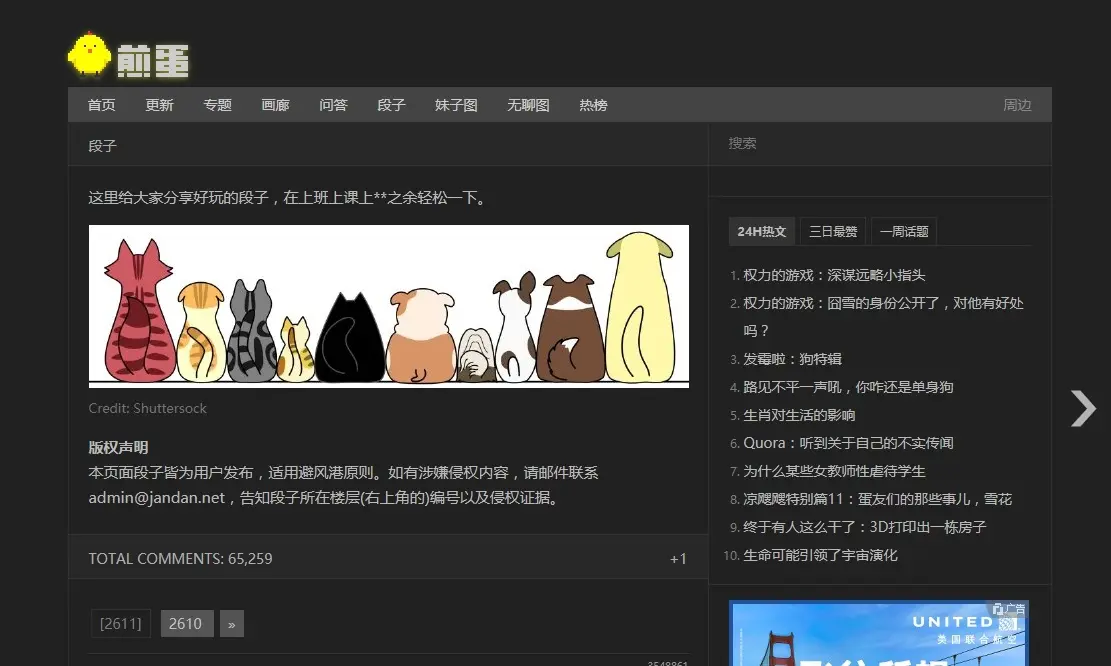 煎蛋
首页 更新 专题 画廊 问答 段子 妹子图 无聊图 热榜 周边
段子
搜索
这里给大家分享好玩的段子，在上班上课上**之余轻松一下。
Credit: Shuttersock
版权声明
本页面段子皆为用户发布，适用避风港原则。如有涉嫌侵权内容，请邮件联系
admin@jandan.net，告知段子所在楼层(右上角的)编号以及侵权证据。
TOTAL COMMENTS: 65,259 +1
[2611] 2610 »
24H热文 三日最赞 一周话题
1. 权力的游戏：深谋远略小指头
2. 权力的游戏：囧雪的身份公开了，对他有好处
吗？
3. 发霉啦：狗特辑
4. 路见不平一声吼，你咋还是单身狗
5. 生肖对生活的影响
6. Quora：听到关于自己的不实传闻
7. 为什么某些女教师性虐待学生
8. 凉飕飕特别篇11：蛋友们的那些事儿，雪花
9. 终于有人这么干了：3D打印出一栋房子
10. 生命可能引领了宇宙演化
广告
UNITED
美国联合航空